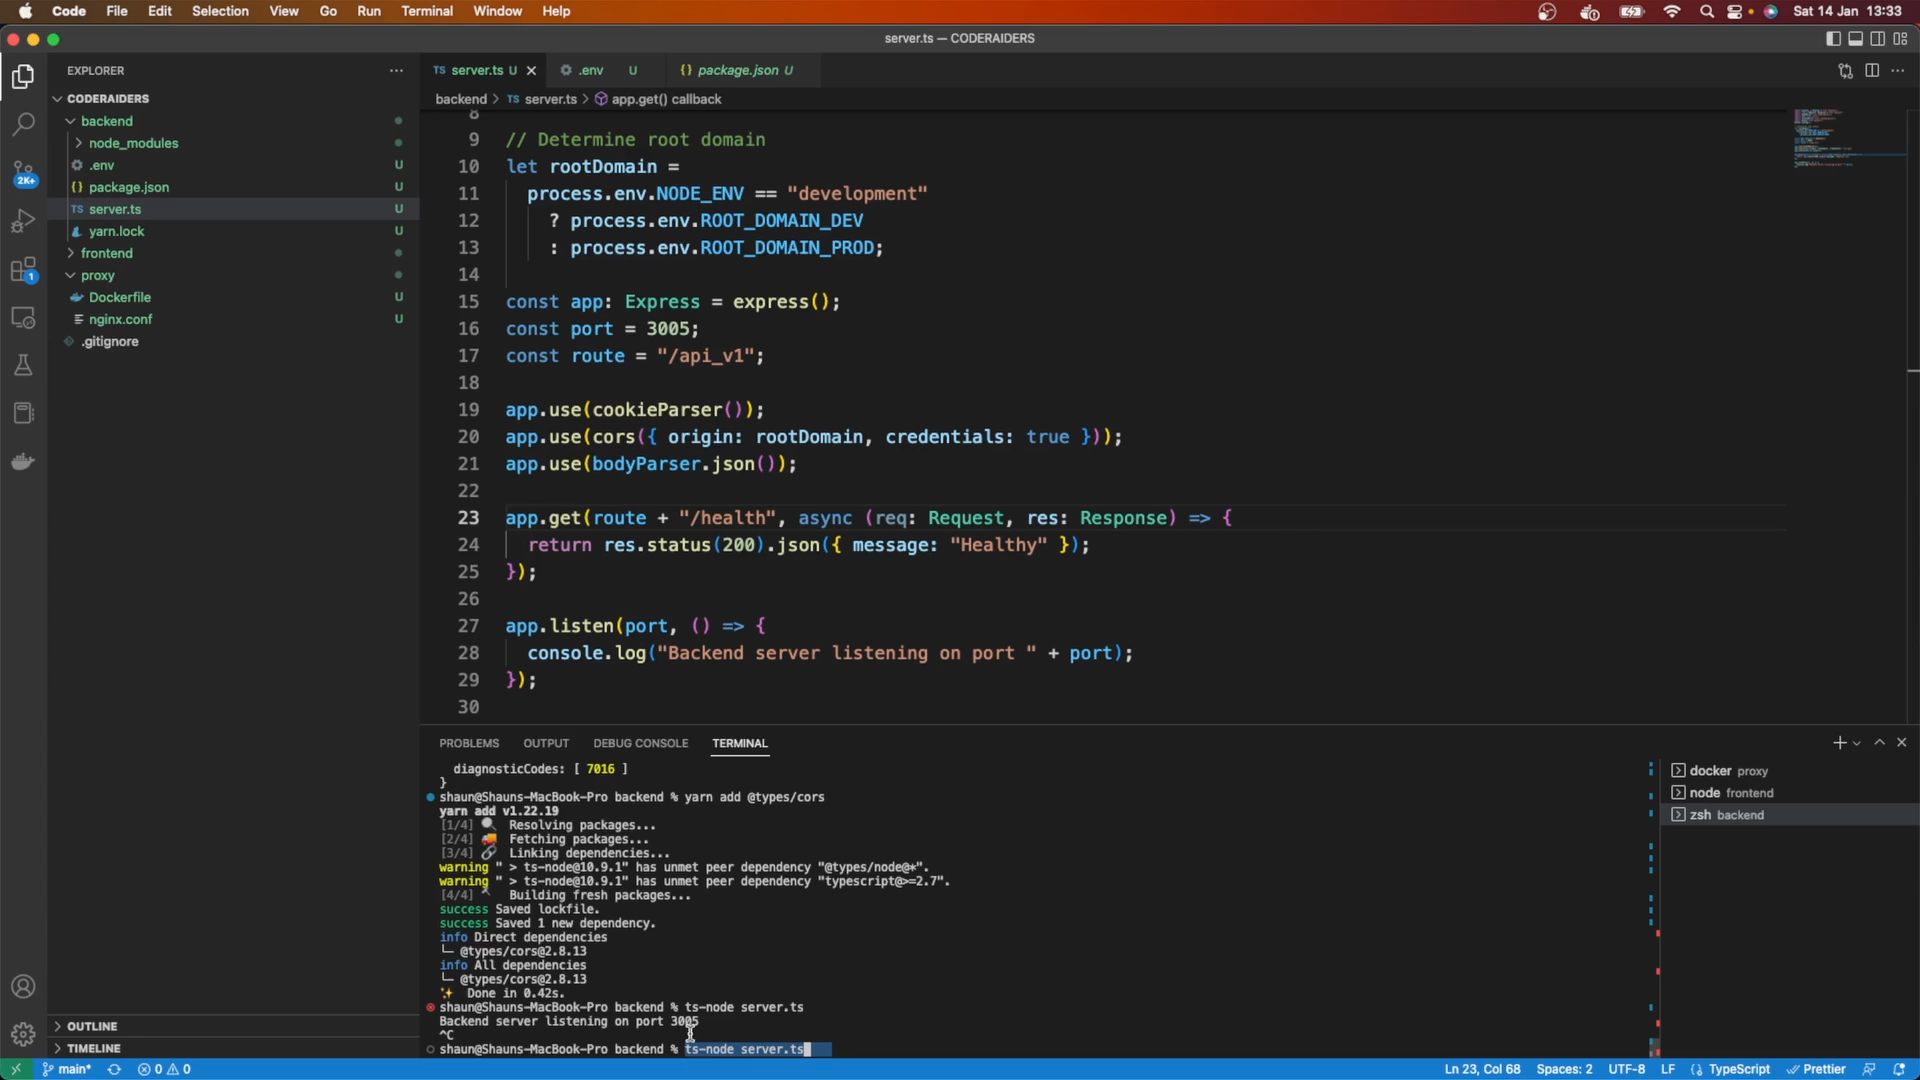 Code File Edit Selection View Go Run Terminal Window Help
Sat 14 Jan 13:33
server.ts — CODERAIDERS
EXPLORER
CODERAIDERS
backend
node_modules
.env U
package.json U
server.ts U
yarn.lock U
frontend
proxy
Dockerfile U
nginx.conf U
.gitignore
OUTLINE
TIMELINE
2K+
1
TS server.ts U
.env U
{} package.json U
backend > TS server.ts > app.get() callback
8
9 // Determine root domain
10 let rootDomain =
11 process.env.NODE_ENV == "development"
12 ? process.env.ROOT_DOMAIN_DEV
13 : process.env.ROOT_DOMAIN_PROD;
14
15 const app: Express = express();
16 const port = 3005;
17 const route = "/api_v1";
18
19 app.use(cookieParser());
20 app.use(cors({ origin: rootDomain, credentials: true }));
21 app.use(bodyParser.json());
22
23 app.get(route + "/health", async (req: Request, res: Response) => {
24 return res.status(200).json({ message: "Healthy" });
25 });
26
27 app.listen(port, () => {
28 console.log("Backend server listening on port " + port);
29 });
30
PROBLEMS OUTPUT DEBUG CONSOLE TERMINAL
diagnosticCodes: [ 7016 ]
}
shaun@Shauns-MacBook-Pro backend % yarn add @types/cors
yarn add v1.22.19
[1/4] Resolving packages...
[2/4] Fetching packages...
[3/4] Linking dependencies...
warning " > ts-node@10.9.1" has unmet peer dependency "@types/node@*".
warning " > ts-node@10.9.1" has unmet peer dependency "typescript@>=2.7".
[4/4] Building fresh packages...
success Saved lockfile.
success Saved 1 new dependency.
info Direct dependencies
└─ @types/cors@2.8.13
info All dependencies
└─ @types/cors@2.8.13
Done in 0.42s.
shaun@Shauns-MacBook-Pro backend % ts-node server.ts
Backend server listening on port 3005
^C
shaun@Shauns-MacBook-Pro backend % ts-node server.ts
docker proxy
node frontend
zsh backend
main* 0 0
Ln 23, Col 68 Spaces: 2 UTF-8 LF {} TypeScript Prettier